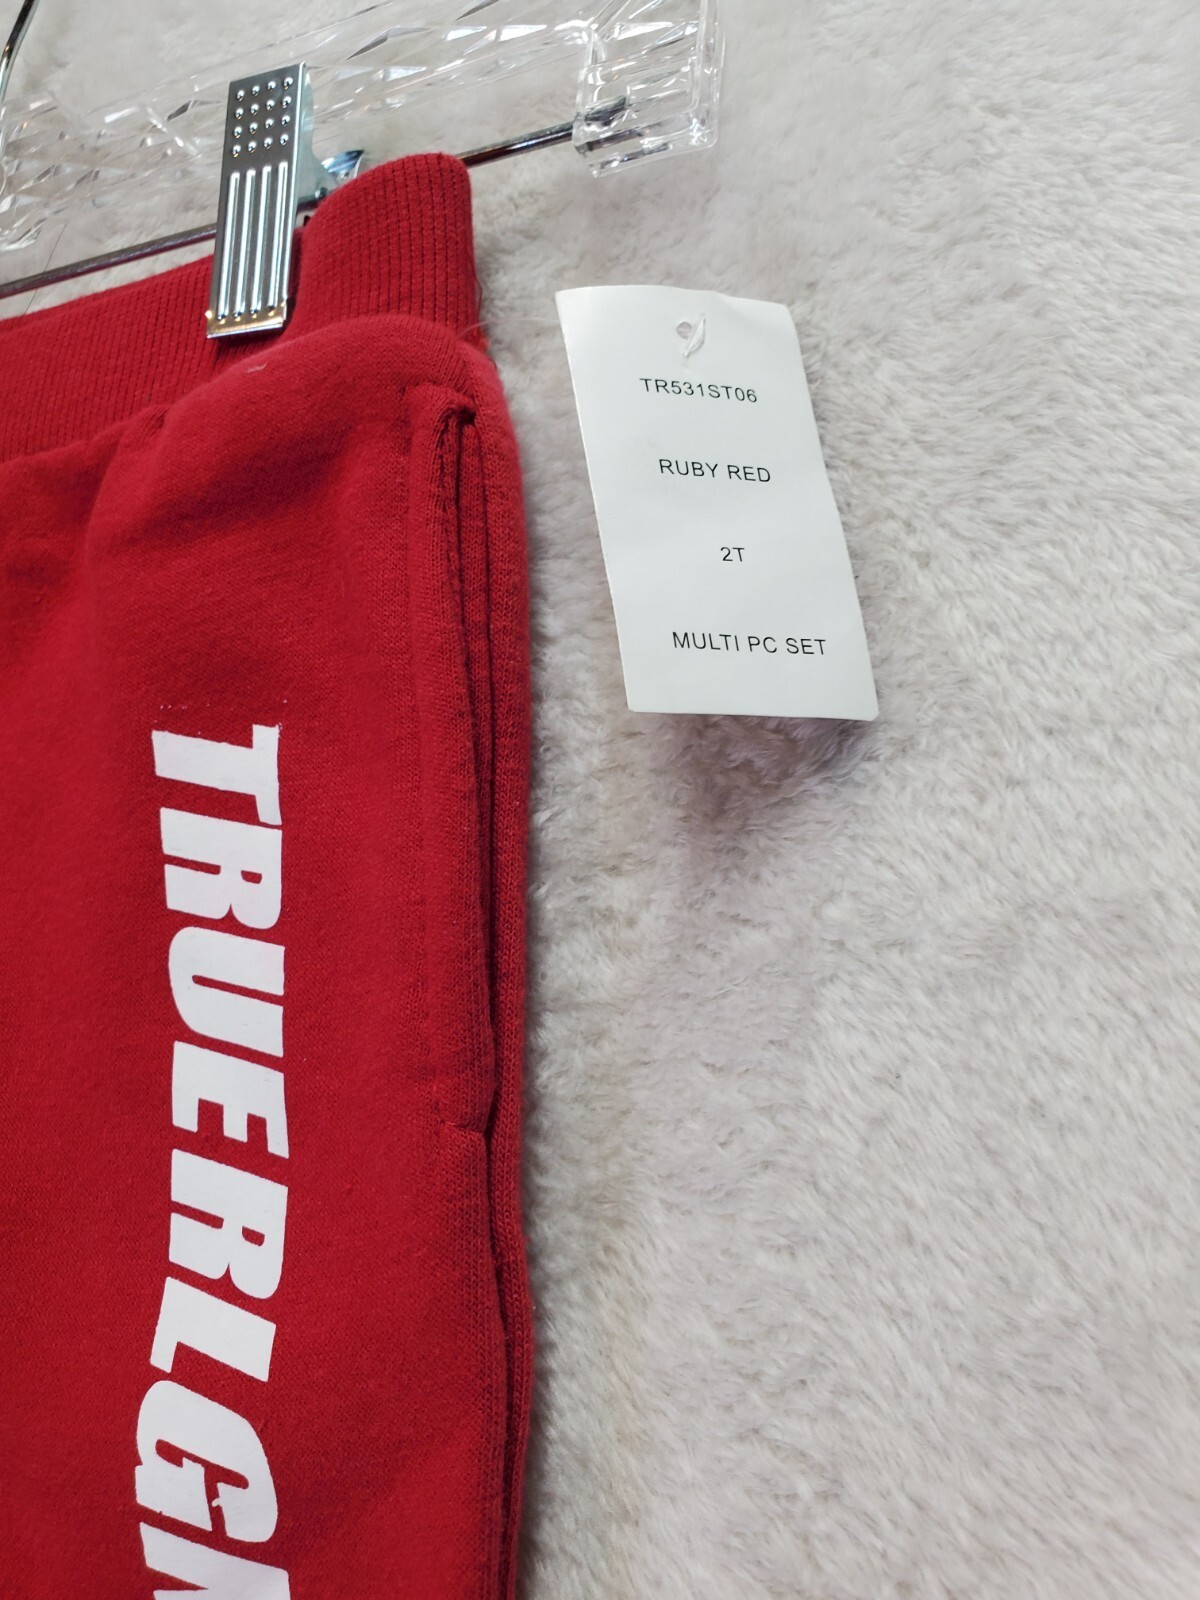 TR531ST06
RUBY RED
2T
MULTI PC SET
TRUERLGN